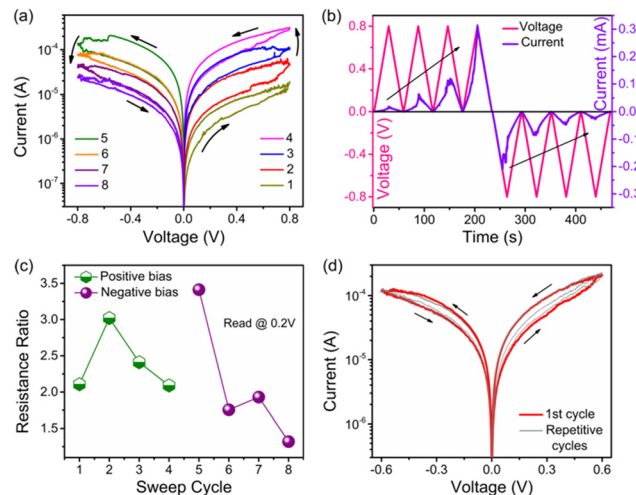 (a)
10⁻⁴
10⁻⁵
10⁻⁶
10⁻⁷
Current (A)
5
6
7
8
4
3
2
1
-0.8 -0.4 0.0 0.4 0.8
Voltage (V)
(b)
Voltage
Current
0.8
0.4
0.0
-0.4
-0.8
Voltage (V)
0.3
0.2
0.1
0.0
0.1
0.2
0.3
Current (mA)
0 100 200 300 400
Time (s)
(c)
Positive bias
Negative bias
Read @ 0.2V
3.5
3.0
2.5
2.0
1.5
Resistance Ratio
1 2 3 4 5 6 7 8
Sweep Cycle
(d)
10⁻⁴
10⁻⁵
10⁻⁶
Current (A)
1st cycle
Repetitive
cycles
-0.6 -0.3 0.0 0.3 0.6
Voltage (V)